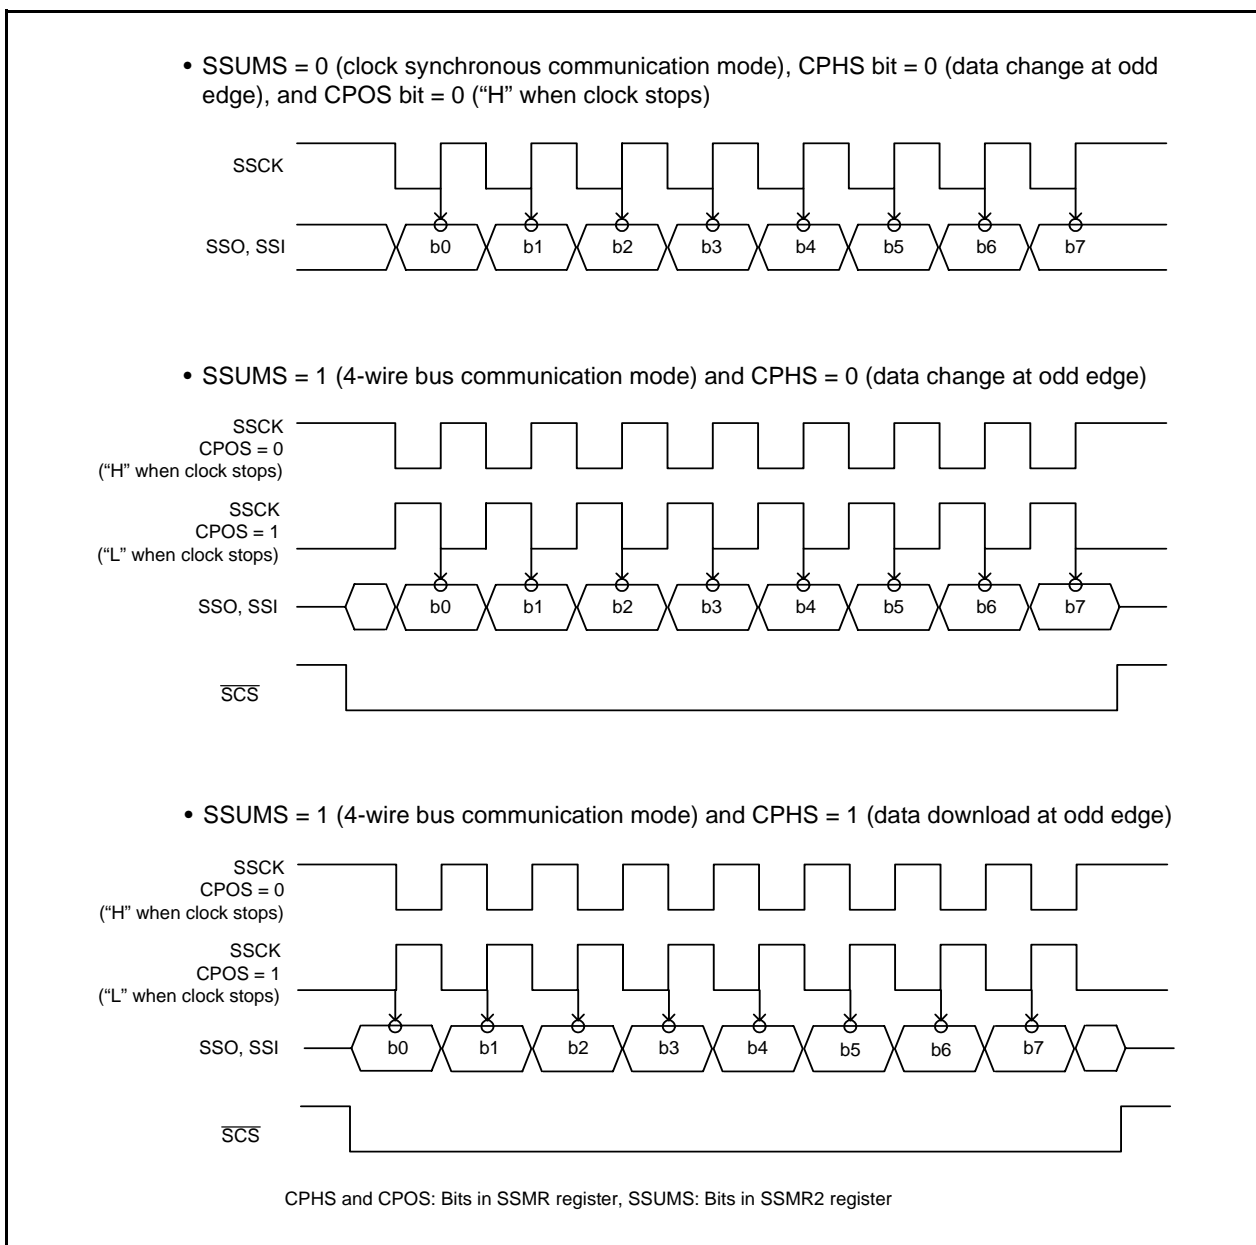 • SSUMS = 0 (clock synchronous communication mode), CPHS bit = 0 (data change at odd
edge), and CPOS bit = 0 (“H” when clock stops)
SSCK
SSO, SSI
b0 b1 b2 b3 b4 b5 b6 b7
• SSUMS = 1 (4-wire bus communication mode) and CPHS = 0 (data change at odd edge)
SSCK
CPOS = 0
(“H” when clock stops)
SSCK
CPOS = 1
(“L” when clock stops)
SSO, SSI
b0 b1 b2 b3 b4 b5 b6 b7
SCS
• SSUMS = 1 (4-wire bus communication mode) and CPHS = 1 (data download at odd edge)
SSCK
CPOS = 0
(“H” when clock stops)
SSCK
CPOS = 1
(“L” when clock stops)
SSO, SSI
b0 b1 b2 b3 b4 b5 b6 b7
SCS
CPHS and CPOS: Bits in SSMR register, SSUMS: Bits in SSMR2 register